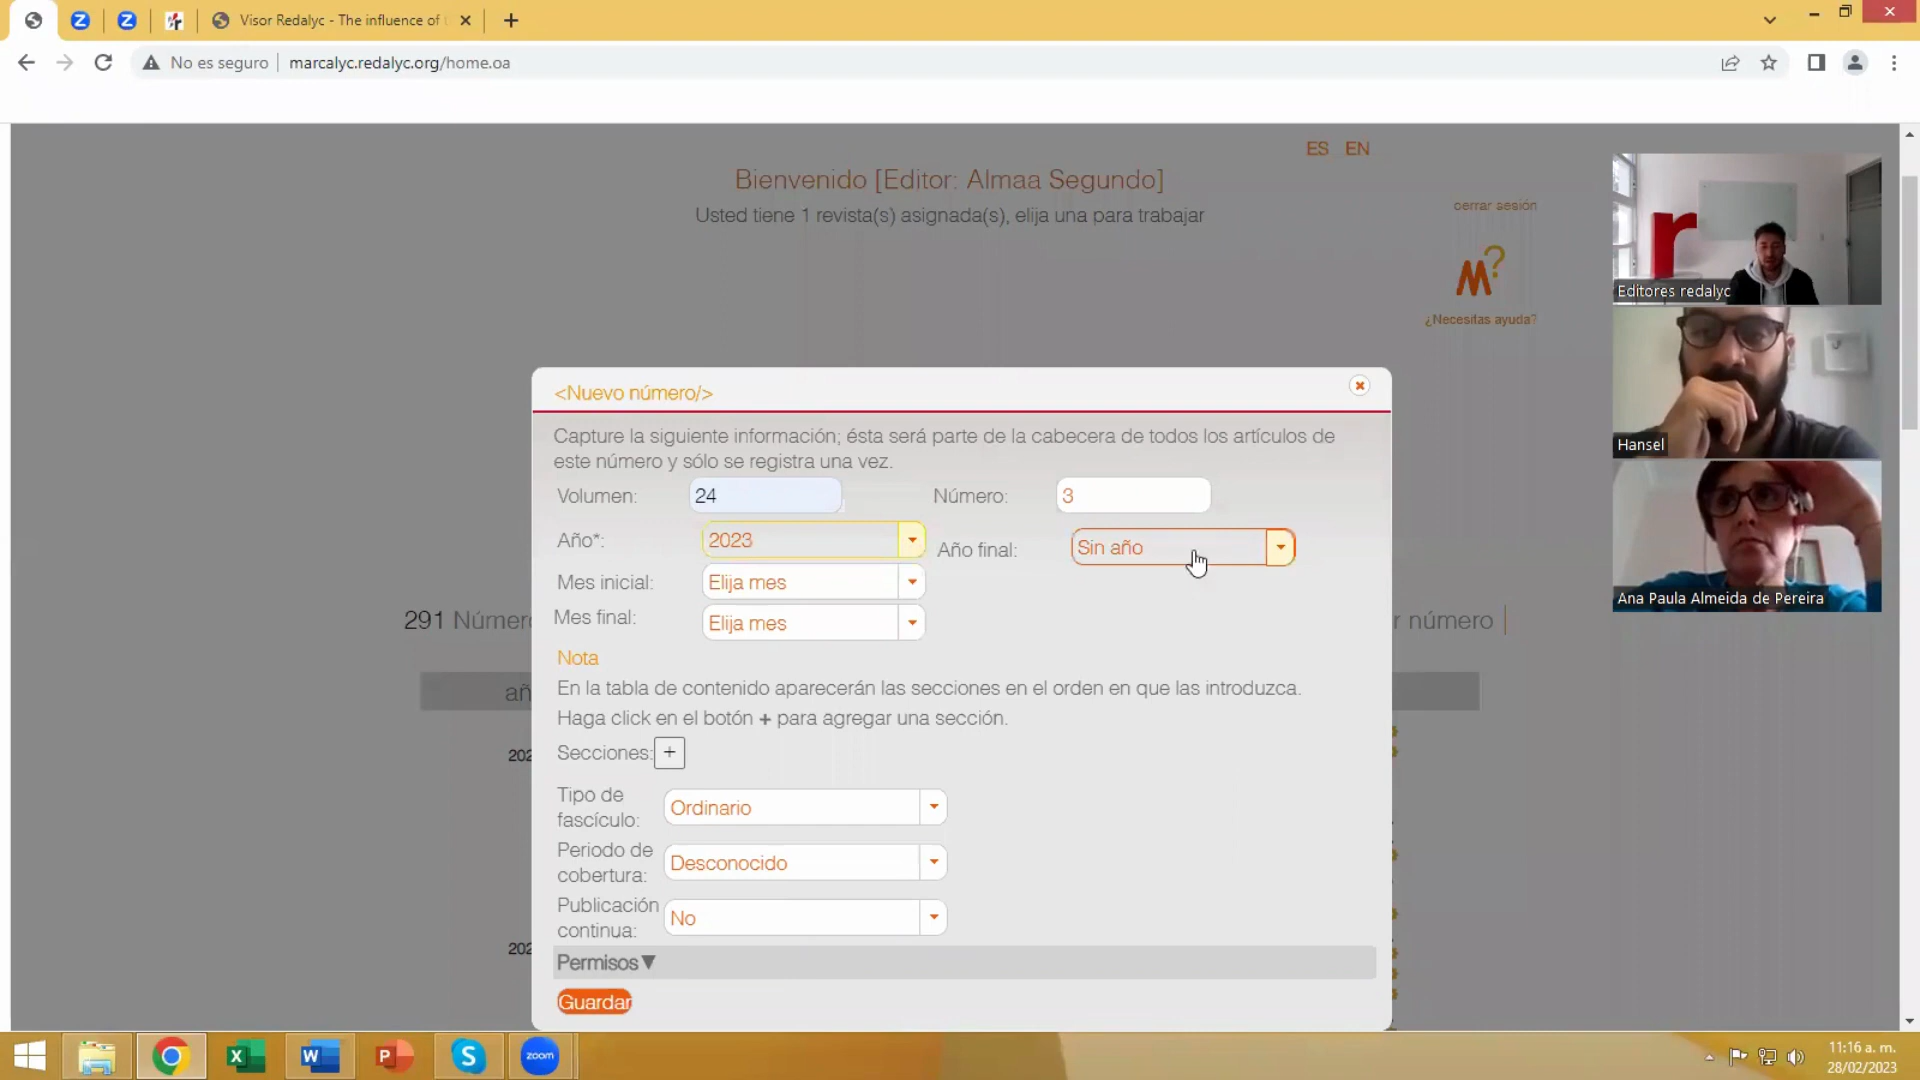 Visor Redalyc - The influence of
No es seguro
marcalyc.redalyc.org/home.oa
ES EN
Bienvenido [Editor: Almaa Segundo]
Usted tiene 1 revista(s) asignada(s), elija una para trabajar
cerrar sesión
M?
¿Necesitas ayuda?
r
Editores redalyc
Hansel
Ana Paula Almeida de Pereira
<Nuevo número/>
Capture la siguiente información; ésta será parte de la cabecera de todos los artículos de
este número y sólo se registra una vez.
Volumen: 24 Número: 3
Año*: 2023 Año final: Sin año
Mes inicial: Elija mes
Mes final: Elija mes
291 Númer
r número
Nota
En la tabla de contenido aparecerán las secciones en el orden en que las introduzca.
Haga click en el botón + para agregar una sección.
añ
202
Secciones: +
Tipo de
fascículo: Ordinario
Periodo de
cobertura: Desconocido
Publicación
continua: No
202
Permisos▼
Guardar
zoom
11:16 a. m.
28/02/2023